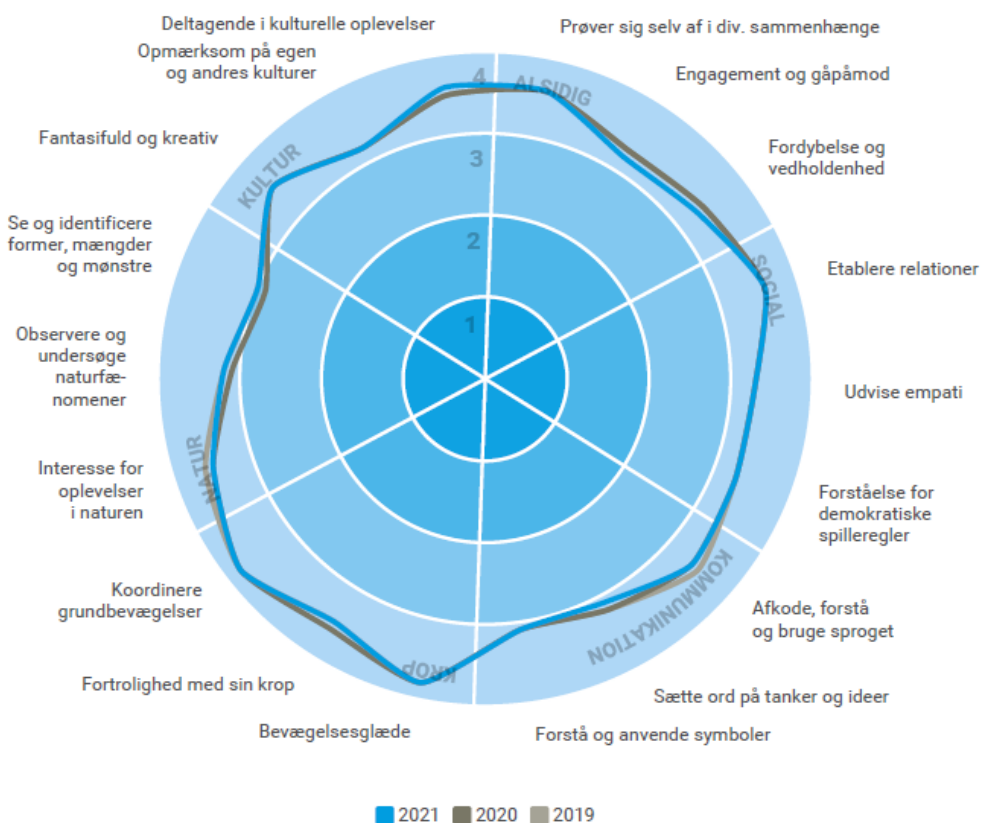 Deltagende i kulturelle oplevelser
Prøver sig selv af i div. sammenhænge
Opmærksom på egen
og andres kulturer
Engagement og gåpåmod
Fantasifuld og kreativ
Fordybelse og
vedholdenhed
Se og identificere
former, mængder
og mønstre
Etablere relationer
Observere og
undersøge
naturfæ-
nomener
Udvise empati
Interesse for
oplevelser
i naturen
Forståelse for
demokratiske
spilleregler
Koordinere
grundbevægelser
Afkode, forstå
og bruge sproget
Fortrolighed med sin krop
Sætte ord på tanker og ideer
Bevægelsesglæde
Forstå og anvende symboler
4
3
2
1
ALSIDIG
SOCIAL
KOMMUNIKATION
KROP
NATUR
KULTUR
2021 2020 2019